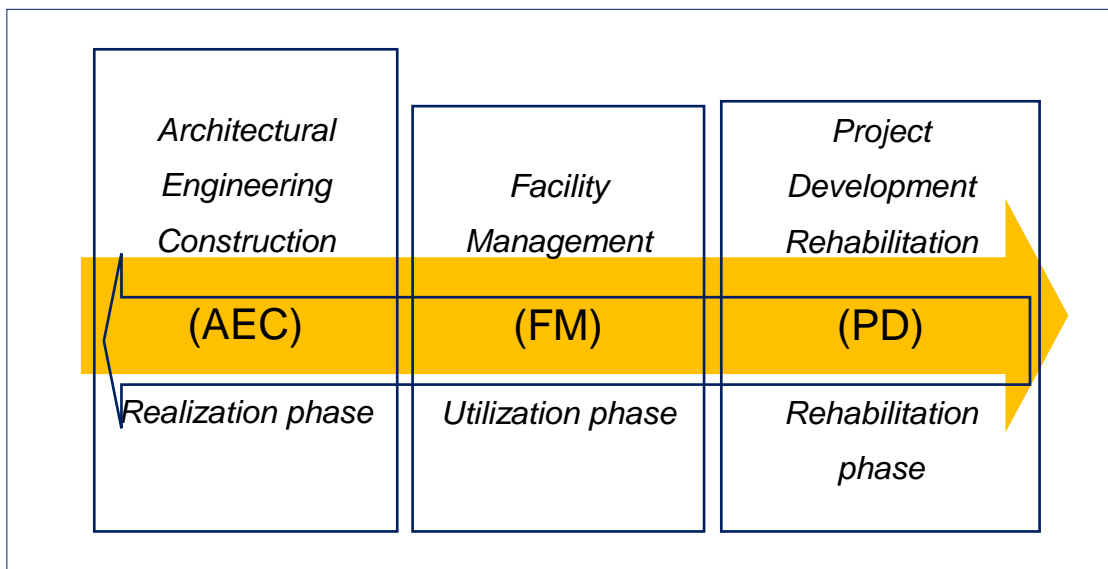 Architectural
Engineering
Construction
(AEC)
Realization phase
Facility
Management
(FM)
Utilization phase
Project
Development
Rehabilitation
(PD)
Rehabilitation
phase